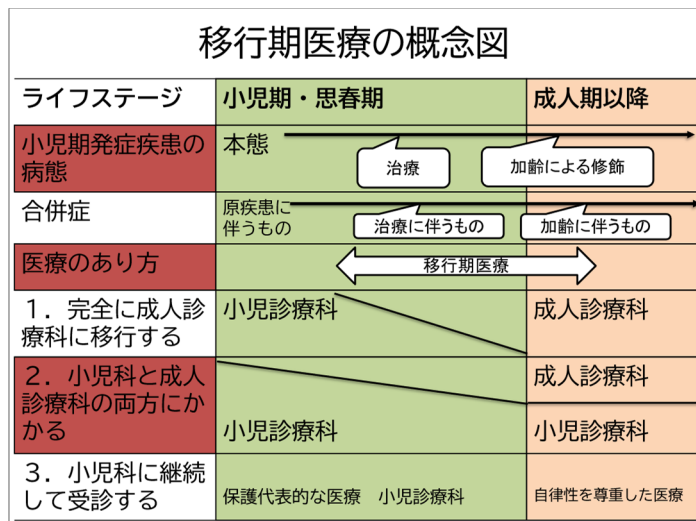 移行期医療の概念図
ライフステージ
小児期・思春期
成人期以降
小児期発症疾患の
病態
本態
治療
加齢による修飾
合併症
原疾患に
伴うもの
治療に伴うもの
加齢に伴うもの
医療のあり方
移行期医療
1．完全に成人診
療科に移行する
小児診療科
成人診療科
2．小児科と成人
診療科の両方にか
かる
小児診療科
成人診療科
小児診療科
3．小児科に継続
して受診する
保護代表的な医療　小児診療科
自律性を尊重した医療